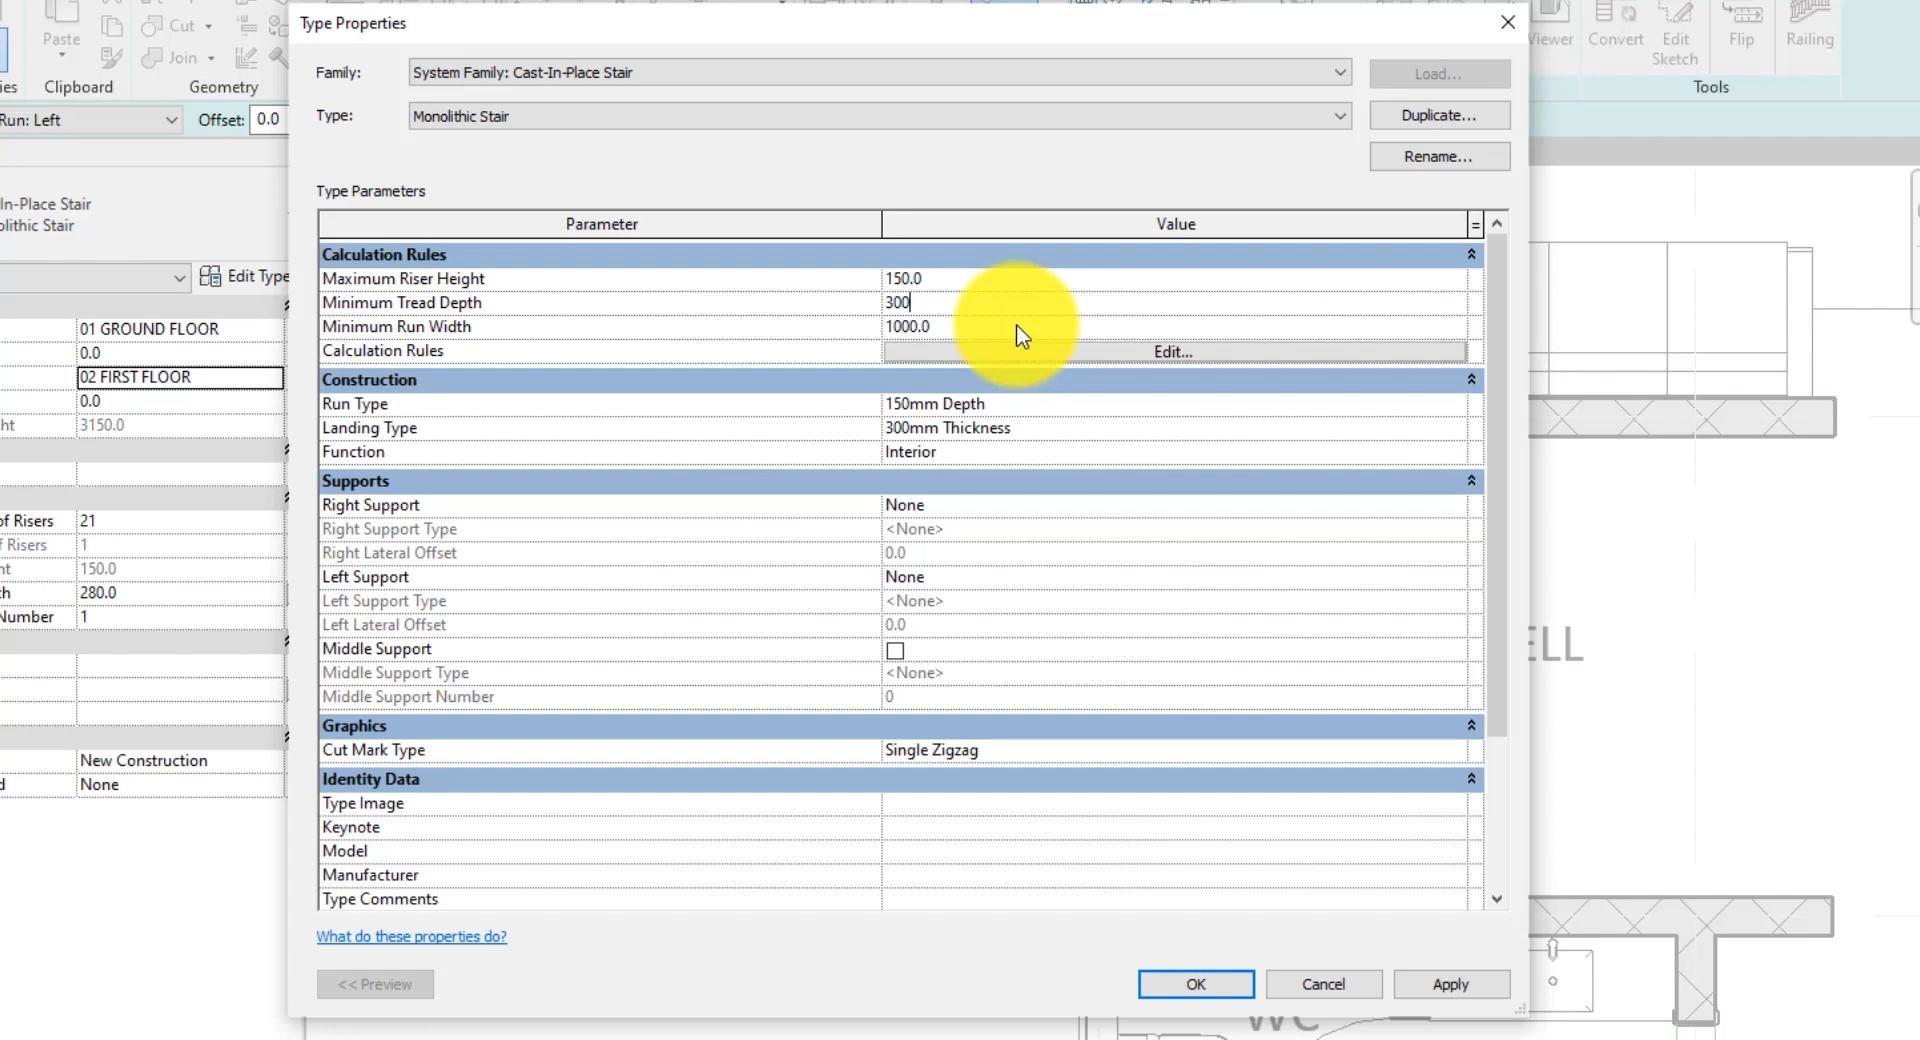 Type Properties
Paste
Cut
Join
ies
Clipboard
Geometry
Viewer
Convert
Edit
Sketch
Flip
Railing
Tools
Run: Left
Offset:
0.0
In-Place Stair
olithic Stair
Edit Type
01 GROUND FLOOR
0.0
02 FIRST FLOOR
0.0
ht 3150.0
of Risers 21
f Risers 1
ht 150.0
h 280.0
Number 1
New Construction
d None
Family: System Family: Cast-In-Place Stair Load...
Type: Monolithic Stair Duplicate...
Rename...
Type Parameters
Parameter Value =
Calculation Rules
Maximum Riser Height 150.0
Minimum Tread Depth 300
Minimum Run Width 1000.0
Calculation Rules Edit...
Construction
Run Type 150mm Depth
Landing Type 300mm Thickness
Function Interior
Supports
Right Support None
Right Support Type <None>
Right Lateral Offset 0.0
Left Support None
Left Support Type <None>
Left Lateral Offset 0.0
Middle Support
Middle Support Type <None>
Middle Support Number 0
Graphics
Cut Mark Type Single Zigzag
Identity Data
Type Image
Keynote
Model
Manufacturer
Type Comments
What do these properties do?
<< Preview OK Cancel Apply
ELL
WC